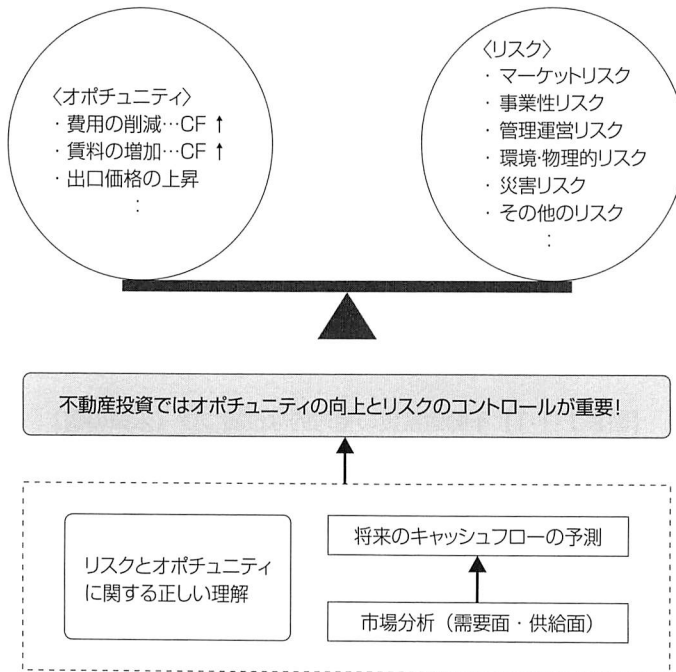 〈オポチュニティ〉
・費用の削減…CF ↑
・賃料の増加…CF ↑
・出口価格の上昇
：
〈リスク〉
・マーケットリスク
・事業性リスク
・管理運営リスク
・環境・物理的リスク
・災害リスク
・その他のリスク
：
不動産投資ではオポチュニティの向上とリスクのコントロールが重要！
リスクとオポチュニティ
に関する正しい理解
将来のキャッシュフローの予測
市場分析（需要面・供給面）